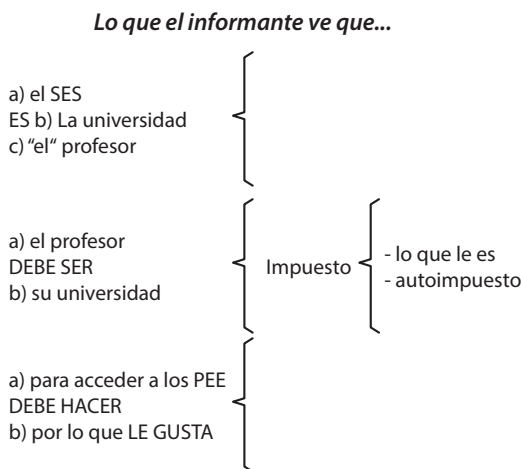 Lo que el informante ve que...
a) el SES
ES b) La universidad
c) “el“ profesor
a) el profesor
DEBE SER
b) su universidad
Impuesto
- lo que le es
- autoimpuesto
a) para acceder a los PEE
DEBE HACER
b) por lo que LE GUSTA